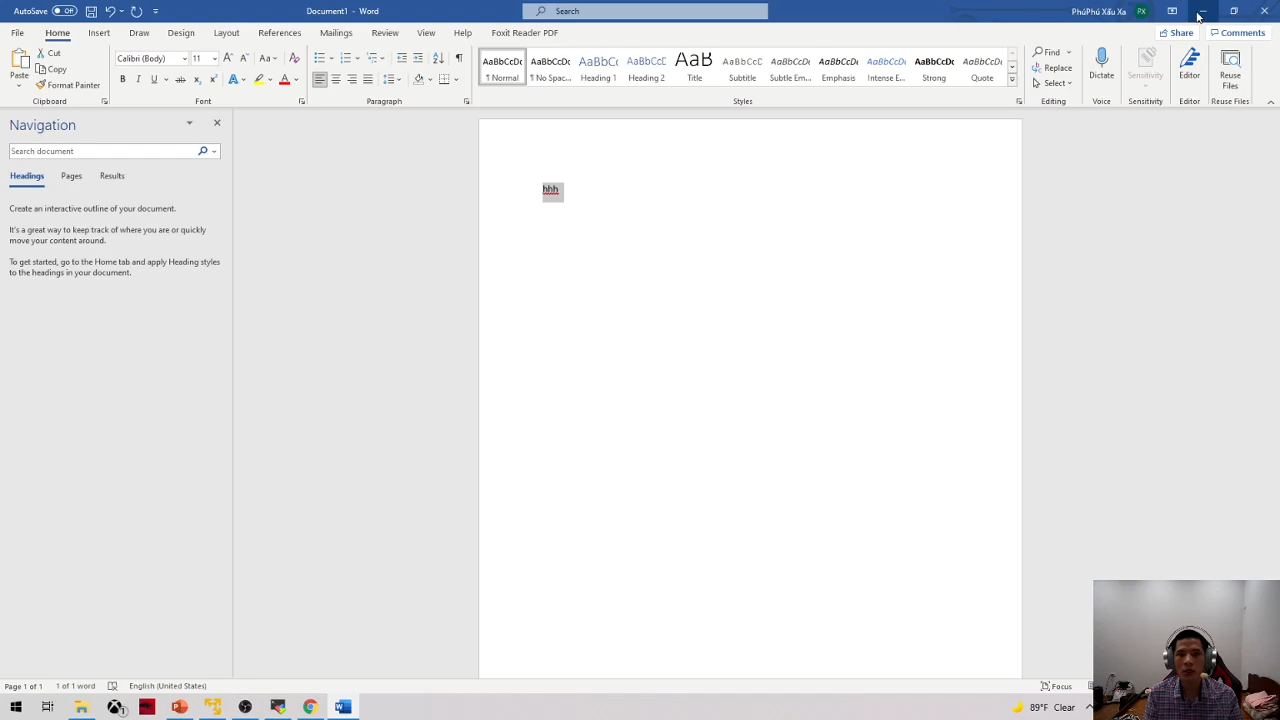 AutoSave Off Document1 - Word Search PhúPhú Xấu Xa PX
File Home Insert Draw Design Layout References Mailings Review View Help Foxit Reader PDF Share Comments
Paste Cut Copy Format Painter
Clipboard
Calibri (Body) 11
Font
Paragraph
AaBbCcDc AaBbCcDc AaBbC( AaBbCcC AaB AaBbCcD AaBbCcDc AaBbCcDc AaBbCcDc AaBbCcDc AaBbCcDc
¶ Normal ¶ No Spac... Heading 1 Heading 2 Title Subtitle Subtle Em... Emphasis Intense E... Strong Quote
Styles
Find
Replace
Select
Editing
Dictate
Voice
Sensitivity
Sensitivity
Editor
Editor
Reuse
Files
Reuse Files
Navigation
Search document
Headings Pages Results
Create an interactive outline of your document.
It's a great way to keep track of where you are or quickly
move your content around.
To get started, go to the Home tab and apply Heading styles
to the headings in your document.
hhh
Page 1 of 1 1 of 1 word English (United States) Focus
89°F Clear